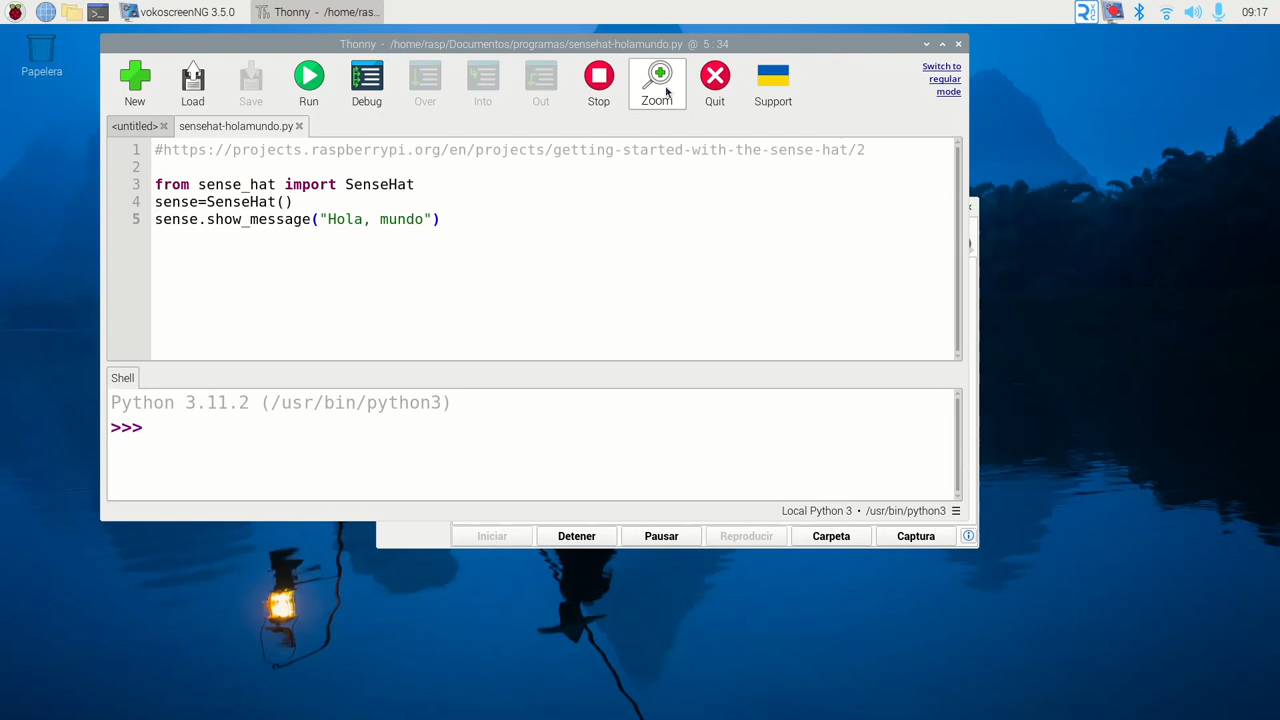 vokoscreenNG 3.5.0
Thonny - /home/ras...
09:17
Papelera
Thonny - /home/rasp/Documentos/programas/sensehat-holamundo.py @ 5 : 34
New
Load
Save
Run
Debug
Over
Into
Out
Stop
Zoom
Quit
Support
Switch to
regular
mode
<untitled>
sensehat-holamundo.py
1 #https://projects.raspberrypi.org/en/projects/getting-started-with-the-sense-hat/2
2
3 from sense_hat import SenseHat
4 sense=SenseHat()
5 sense.show_message("Hola, mundo")
Shell
Python 3.11.2 (/usr/bin/python3)
>>>
Local Python 3 • /usr/bin/python3
Iniciar
Detener
Pausar
Reproducir
Carpeta
Captura